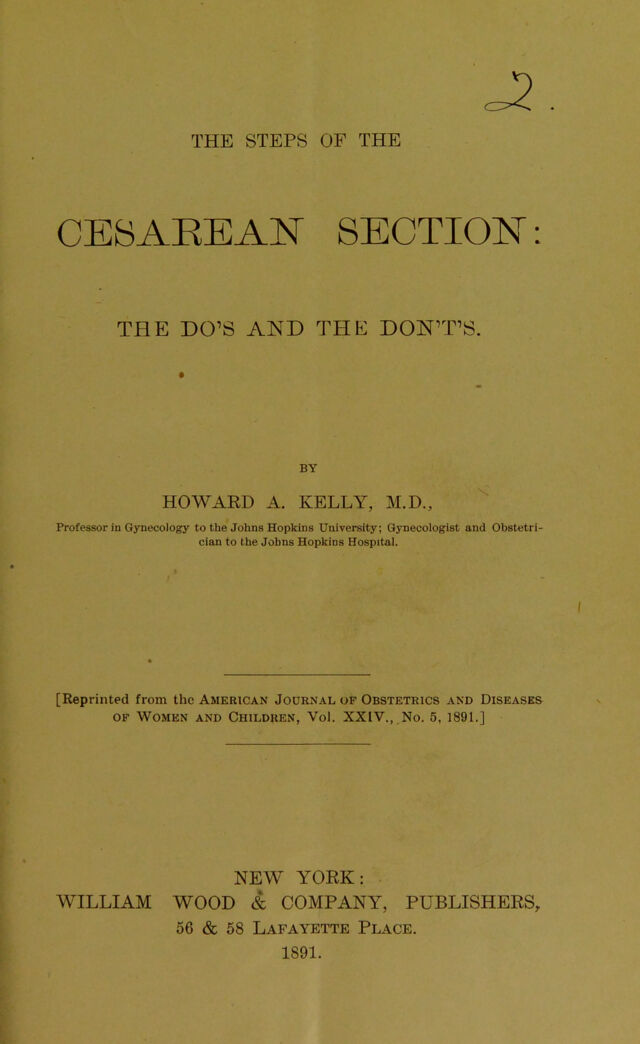 2.
THE STEPS OF THE
CESAREAN SECTION:
THE DO'S AND THE DON'T'S.
BY
HOWARD A. KELLY, M.D.,
Professor in Gynecology to the Johns Hopkins University; Gynecologist and Obstetri-
cian to the Johns Hopkins Hospital.
[Reprinted from the AMERICAN JOURNAL OF OBSTETRICS AND DISEASES
OF WOMEN AND CHILDREN, Vol. XXIV., No. 5, 1891.]
NEW YORK:
WILLIAM WOOD & COMPANY, PUBLISHERS,
56 & 58 LAFAYETTE PLACE.
1891.